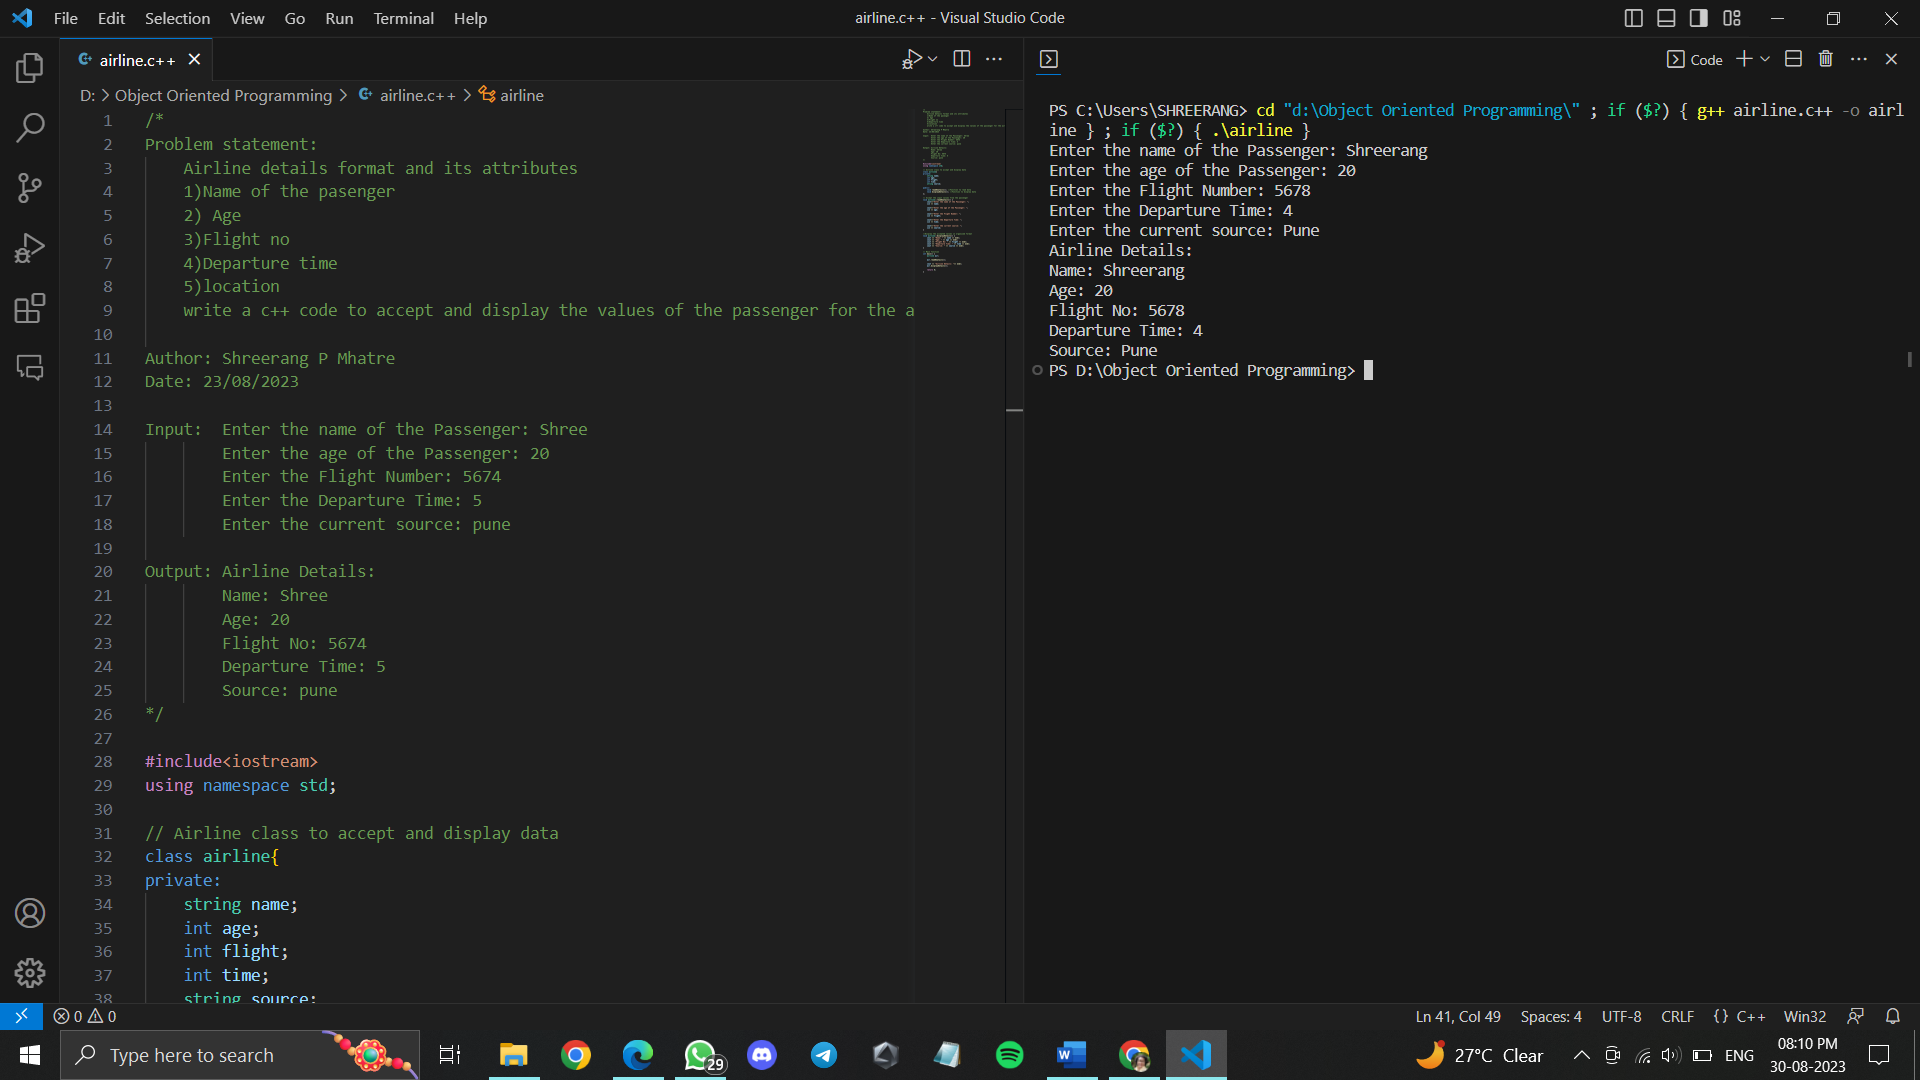 File Edit Selection View Go Run Terminal Help
airline.c++ - Visual Studio Code
airline.c++
D: > Object Oriented Programming > airline.c++ > airline
1 /*
2 Problem statement:
3 Airline details format and its attributes
4 1)Name of the pasenger
5 2) Age
6 3)Flight no
7 4)Departure time
8 5)location
9 write a c++ code to accept and display the values of the passenger for the a
10
11 Author: Shreerang P Mhatre
12 Date: 23/08/2023
13
14 Input: Enter the name of the Passenger: Shree
15 Enter the age of the Passenger: 20
16 Enter the Flight Number: 5674
17 Enter the Departure Time: 5
18 Enter the current source: pune
19
20 Output: Airline Details:
21 Name: Shree
22 Age: 20
23 Flight No: 5674
24 Departure Time: 5
25 Source: pune
26 */
27
28 #include<iostream>
29 using namespace std;
30
31 // Airline class to accept and display data
32 class airline{
33 private:
34 string name;
35 int age;
36 int flight;
37 int time;
38 string source;
Code
PS C:\Users\SHREERANG> cd "d:\Object Oriented Programming\" ; if ($?) { g++ airline.c++ -o airl
ine } ; if ($?) { .\airline }
Enter the name of the Passenger: Shreerang
Enter the age of the Passenger: 20
Enter the Flight Number: 5678
Enter the Departure Time: 4
Enter the current source: Pune
Airline Details:
Name: Shreerang
Age: 20
Flight No: 5678
Departure Time: 4
Source: Pune
PS D:\Object Oriented Programming>
0 0
Ln 41, Col 49 Spaces: 4 UTF-8 CRLF {} C++ Win32
Type here to search
29
27°C Clear
ENG
08:10 PM
30-08-2023